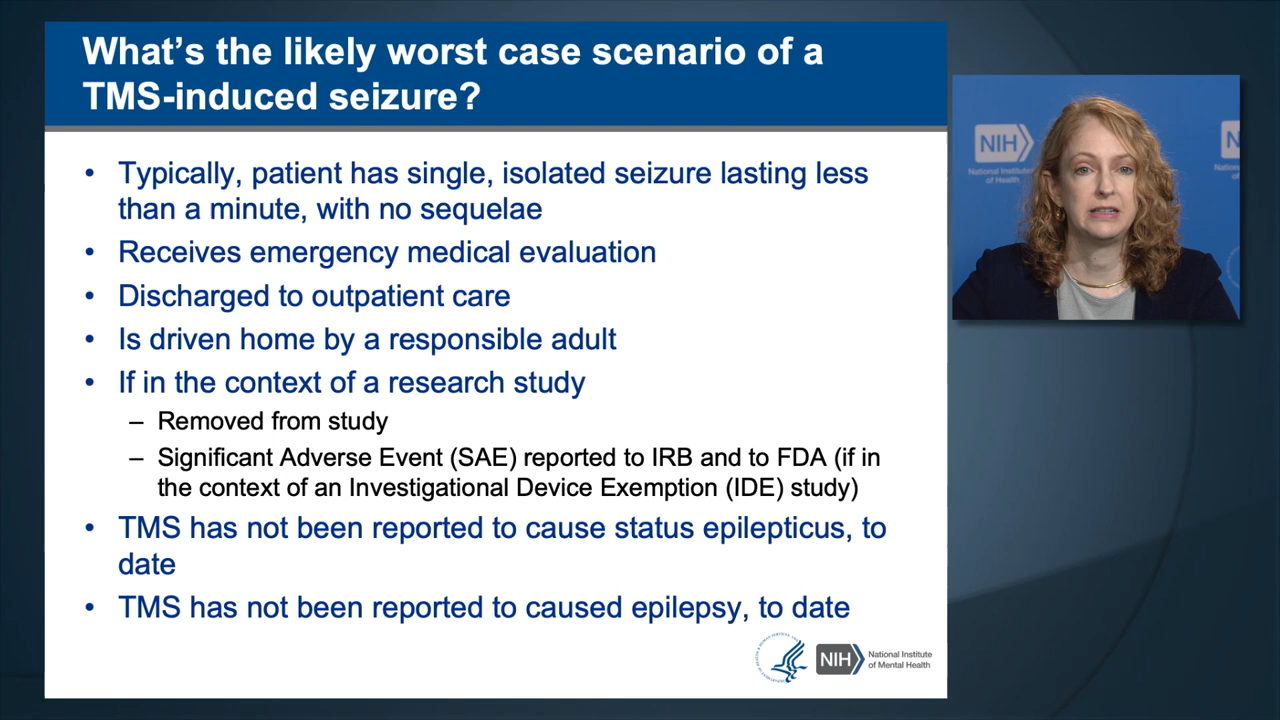 What's the likely worst case scenario of a
TMS-induced seizure?
• Typically, patient has single, isolated seizure lasting less
than a minute, with no sequelae
• Receives emergency medical evaluation
• Discharged to outpatient care
• Is driven home by a responsible adult
• If in the context of a research study
– Removed from study
– Significant Adverse Event (SAE) reported to IRB and to FDA (if in
the context of an Investigational Device Exemption (IDE) study)
• TMS has not been reported to cause status epilepticus, to
date
• TMS has not been reported to caused epilepsy, to date
NIH
National Institute
of Mental Health
NIH
National Institute
of Health